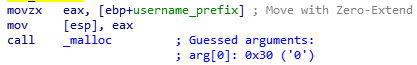 movzx eax, [ebp+username_prefix] ; Move with Zero-Extend
mov [esp], eax
call _malloc ; Guessed arguments:
; arg[0]: 0x30 ('0')